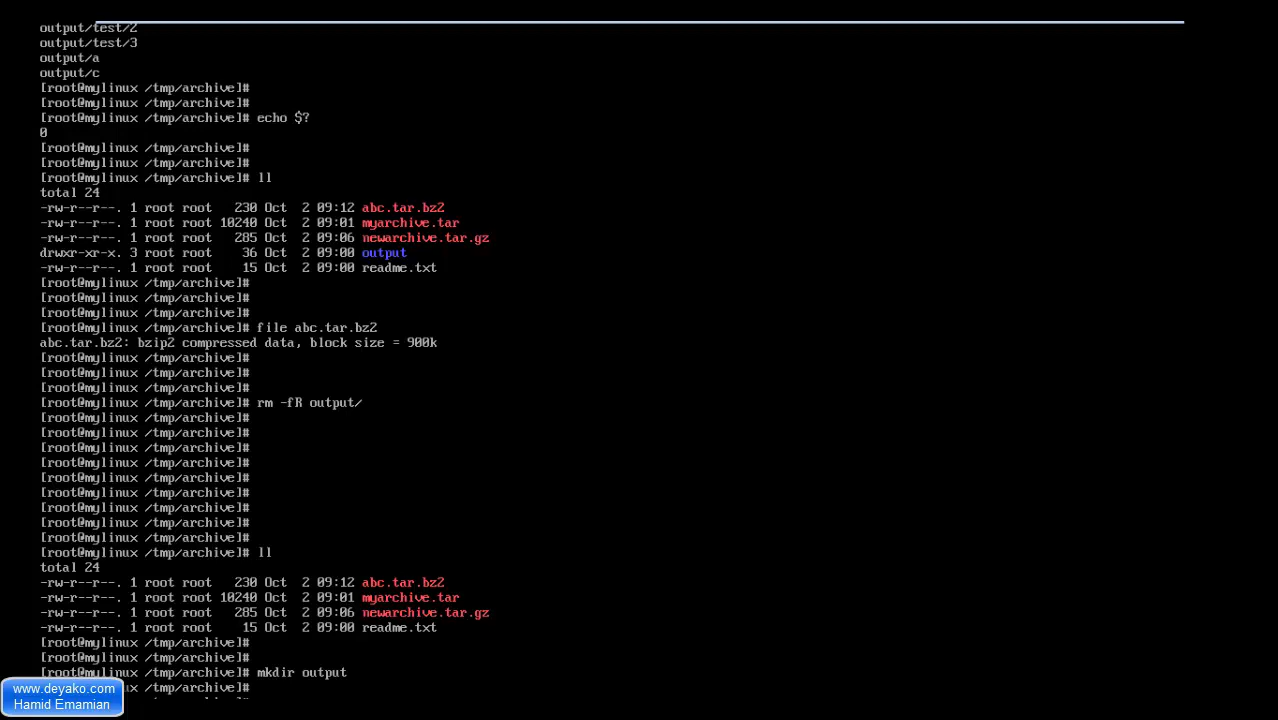 output/test/2
output/test/3
output/a
output/c
[root@mylinux /tmp/archive]#
[root@mylinux /tmp/archive]#
[root@mylinux /tmp/archive]# echo $?
0
[root@mylinux /tmp/archive]#
[root@mylinux /tmp/archive]#
[root@mylinux /tmp/archive]# ll
total 24
-rw-r--r--. 1 root root   230 Oct  2 09:12 abc.tar.bz2
-rw-r--r--. 1 root root 10240 Oct  2 09:01 myarchive.tar
-rw-r--r--. 1 root root   285 Oct  2 09:06 newarchive.tar.gz
drwxr-xr-x. 3 root root    36 Oct  2 09:00 output
-rw-r--r--. 1 root root    15 Oct  2 09:00 readme.txt
[root@mylinux /tmp/archive]#
[root@mylinux /tmp/archive]#
[root@mylinux /tmp/archive]#
[root@mylinux /tmp/archive]# file abc.tar.bz2
abc.tar.bz2: bzip2 compressed data, block size = 900k
[root@mylinux /tmp/archive]#
[root@mylinux /tmp/archive]#
[root@mylinux /tmp/archive]#
[root@mylinux /tmp/archive]# rm -fR output/
[root@mylinux /tmp/archive]#
[root@mylinux /tmp/archive]#
[root@mylinux /tmp/archive]#
[root@mylinux /tmp/archive]#
[root@mylinux /tmp/archive]#
[root@mylinux /tmp/archive]#
[root@mylinux /tmp/archive]#
[root@mylinux /tmp/archive]#
[root@mylinux /tmp/archive]#
[root@mylinux /tmp/archive]# ll
total 24
-rw-r--r--. 1 root root   230 Oct  2 09:12 abc.tar.bz2
-rw-r--r--. 1 root root 10240 Oct  2 09:01 myarchive.tar
-rw-r--r--. 1 root root   285 Oct  2 09:06 newarchive.tar.gz
-rw-r--r--. 1 root root    15 Oct  2 09:00 readme.txt
[root@mylinux /tmp/archive]#
[root@mylinux /tmp/archive]#
[root@mylinux /tmp/archive]# mkdir output
/tmp/archive]#
www.deyako.com
Hamid Emamian